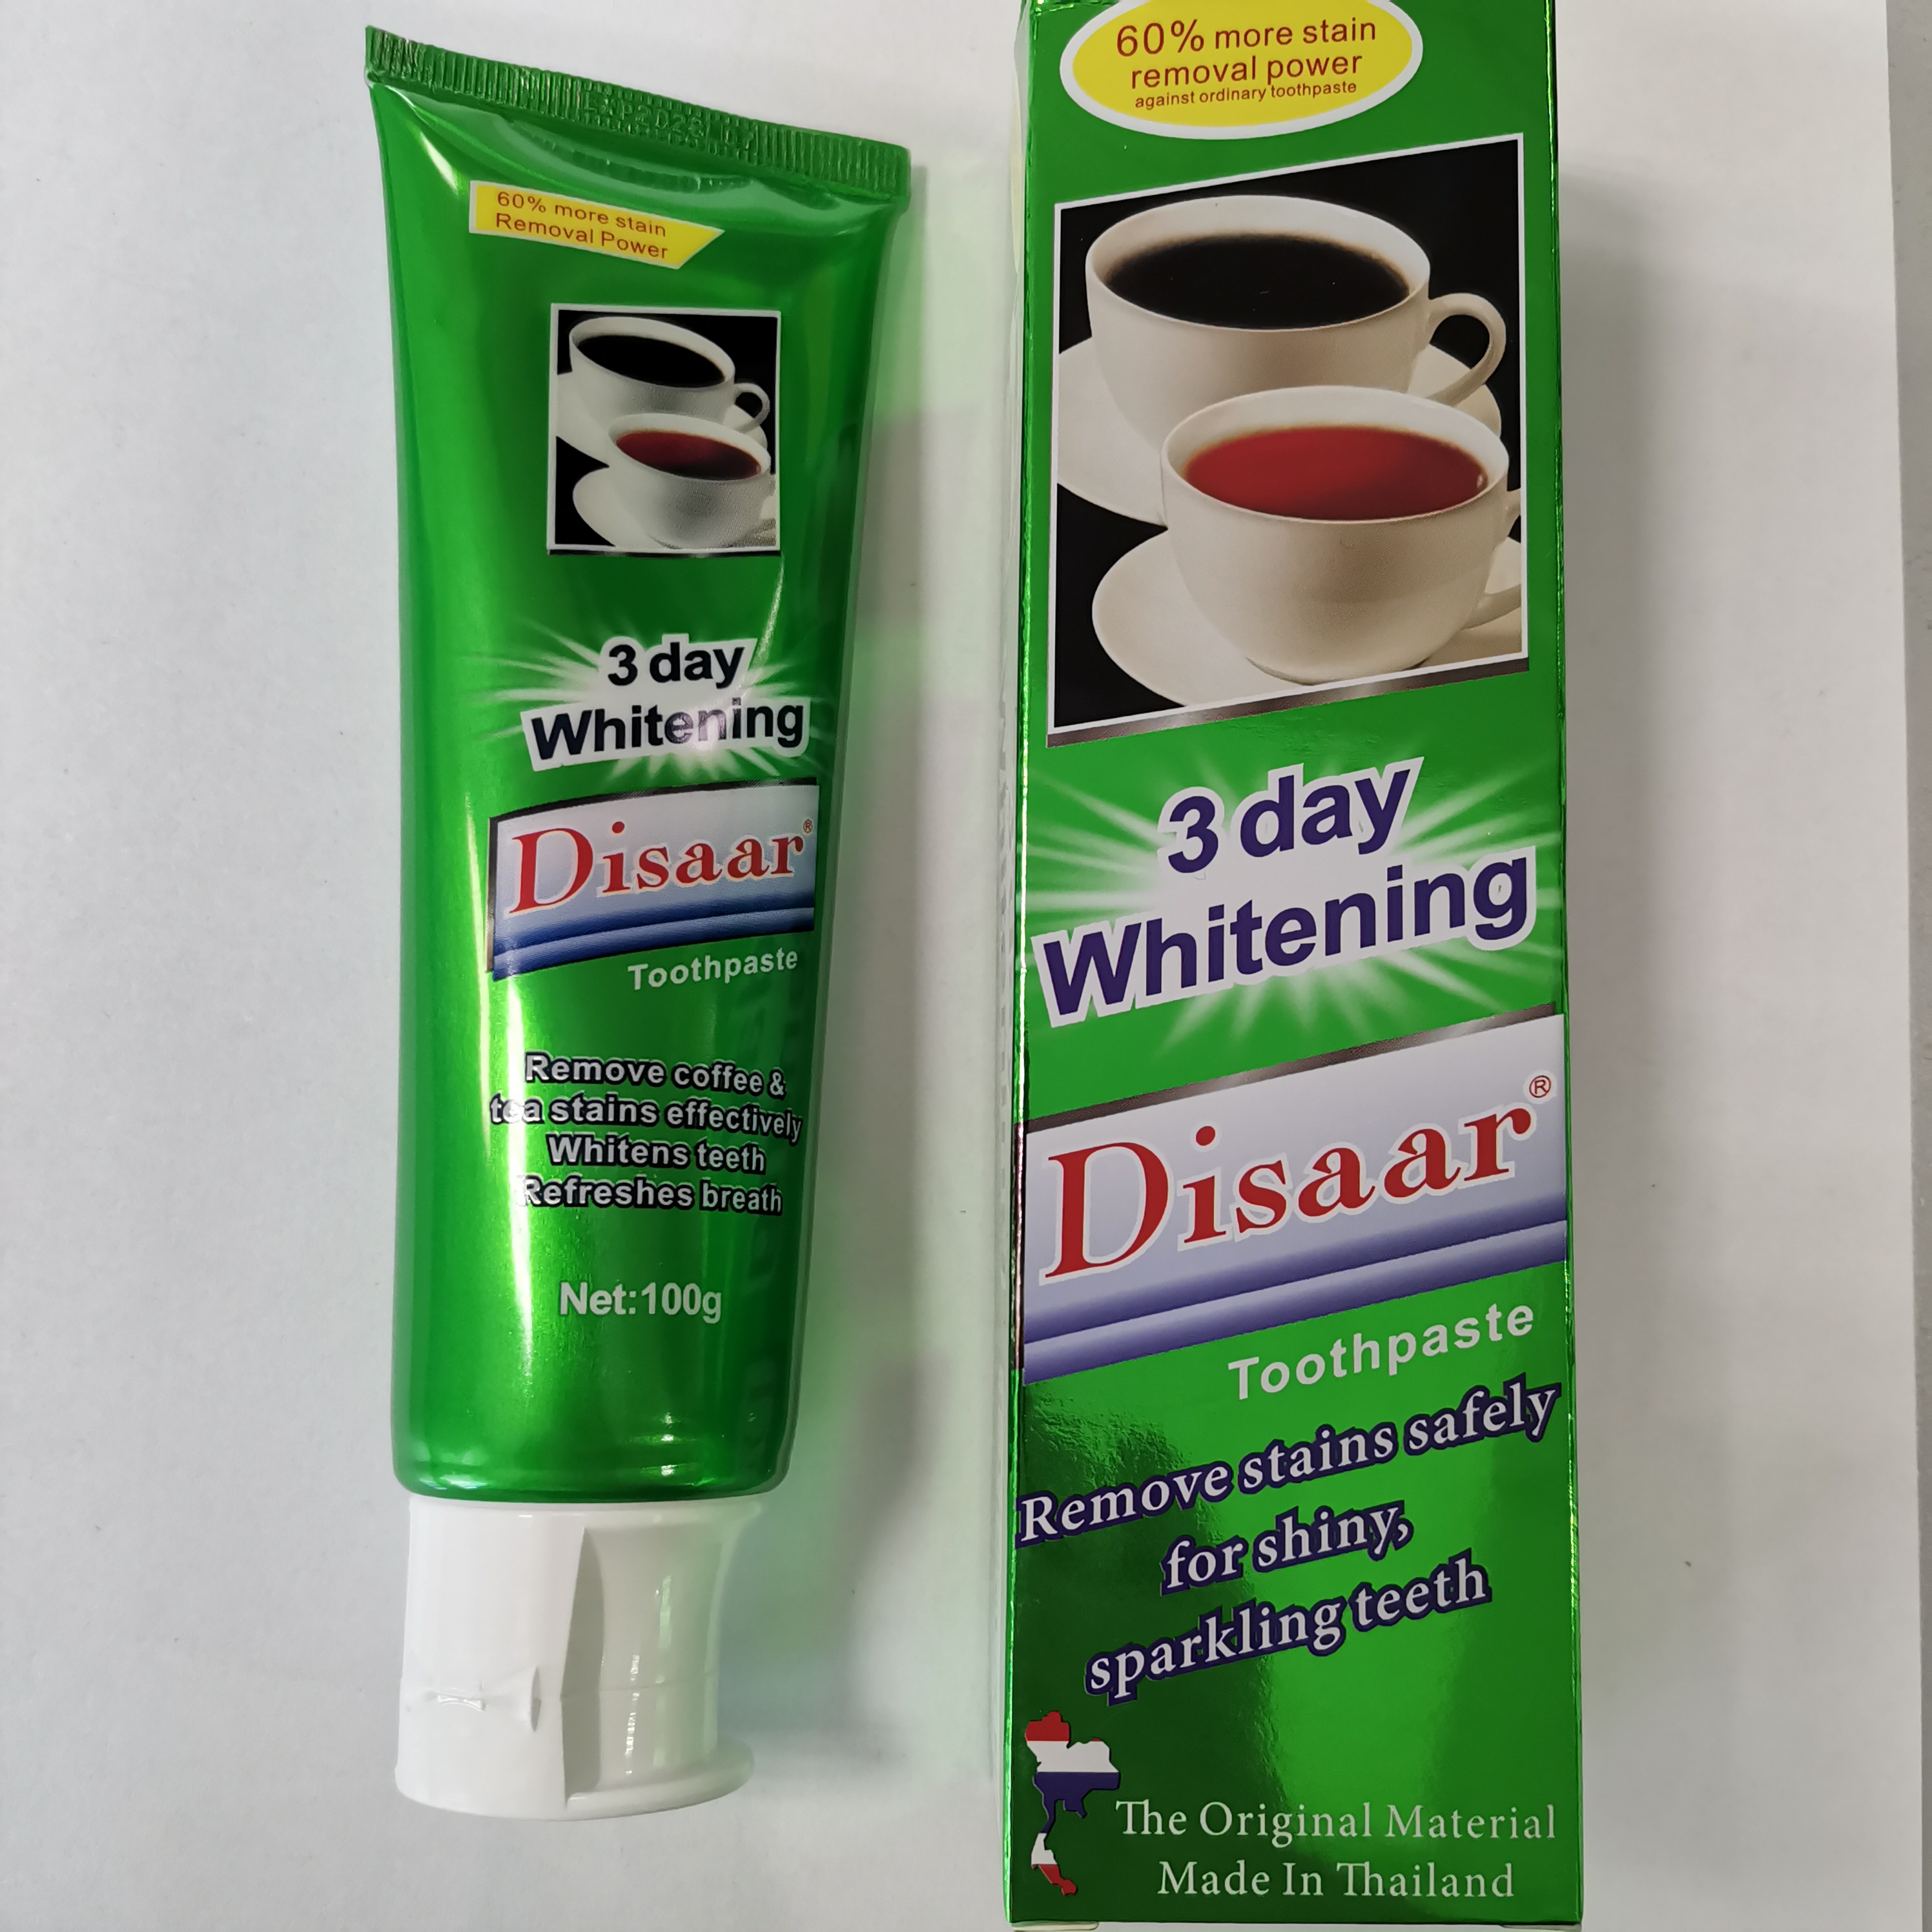 60% more stain
Removal Power
3 day
Whitening
Disaar®
Toothpaste
Remove coffee &
tea stains effectively
Whitens teeth
Refreshes breath
Net:100g
60% more stain
removal power
against ordinary toothpaste
3 day
Whitening
Disaar®
Toothpaste
Remove stains safely
for shiny,
sparkling teeth
The Original Material
Made In Thailand